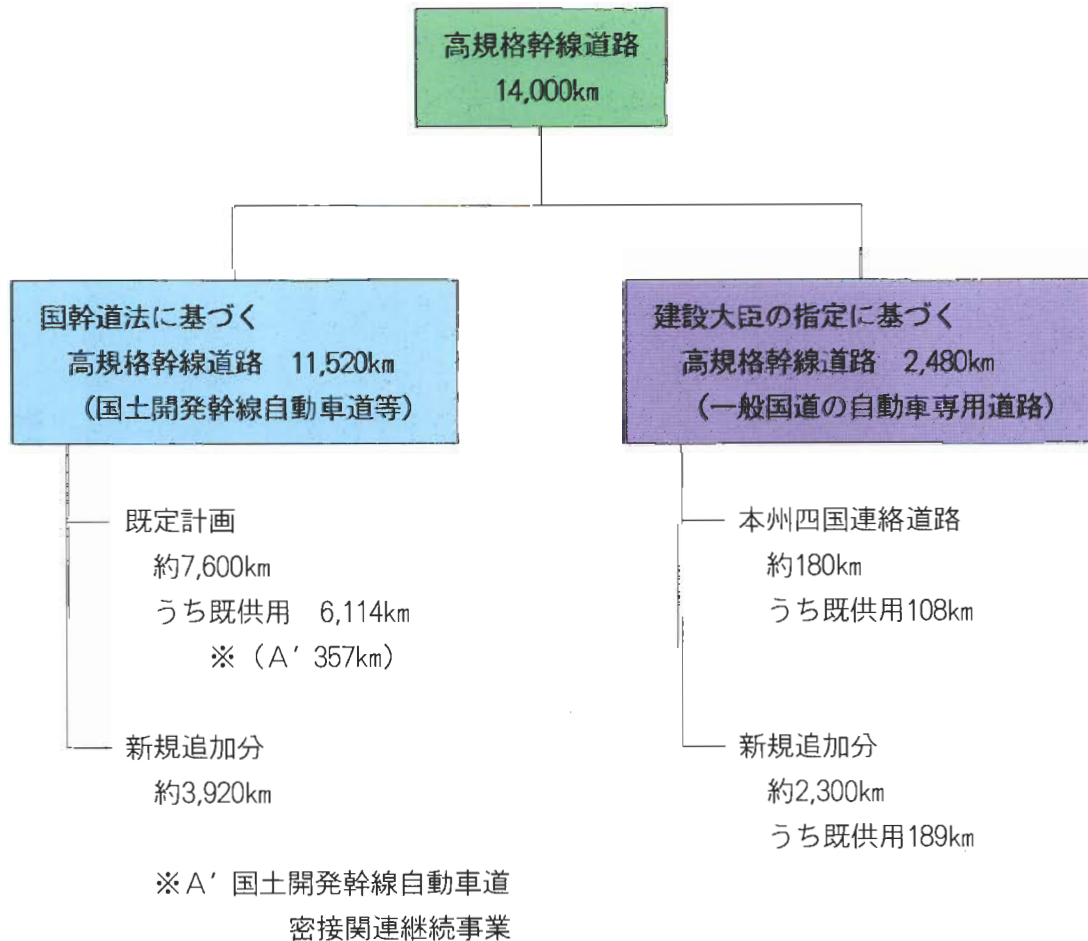 高規格幹線道路
14,000km
国幹道法に基づく
高規格幹線道路　11,520km
（国土開発幹線自動車道等）
既定計画
約7,600km
うち既供用　6,114km
※（A′357km）
新規追加分
約3,920km
※A′国土開発幹線自動車道
密接関連継続事業
建設大臣の指定に基づく
高規格幹線道路　2,480km
（一般国道の自動車専用道路）
本州四国連絡道路
約180km
うち既供用108km
新規追加分
約2,300km
うち既供用189km